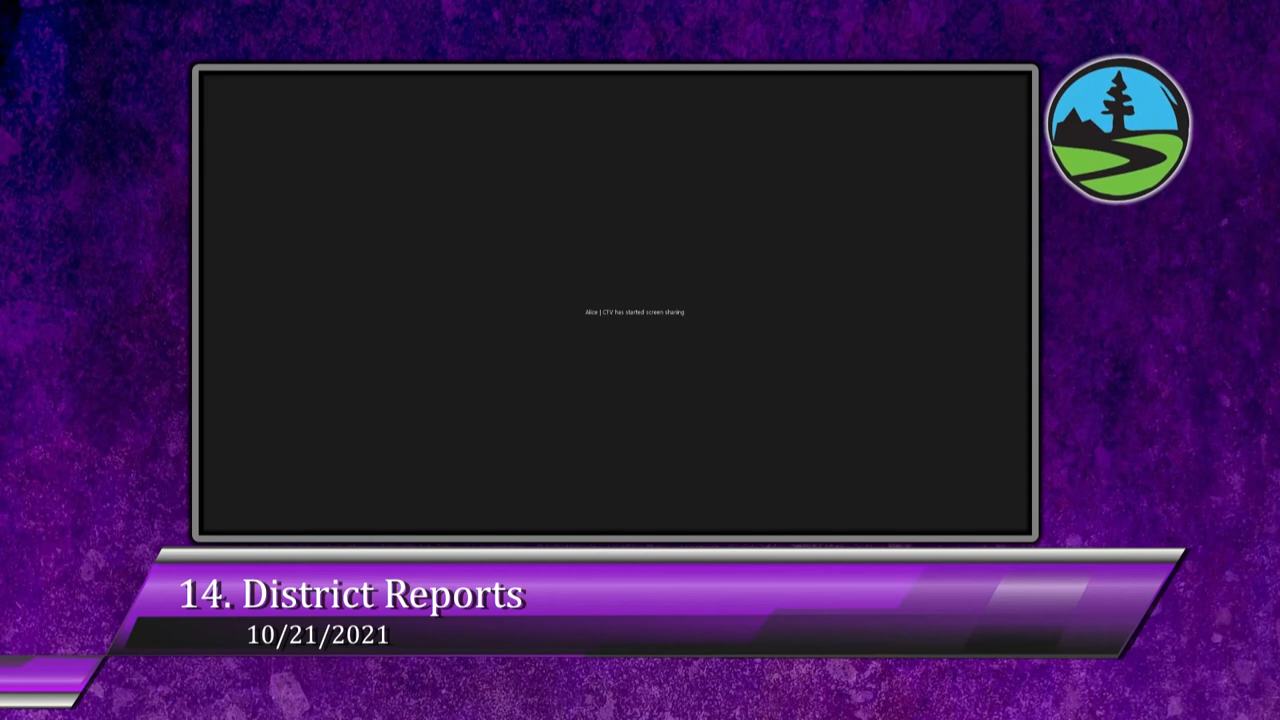 Alice | CTV has started screen sharing
14. District Reports
10/21/2021